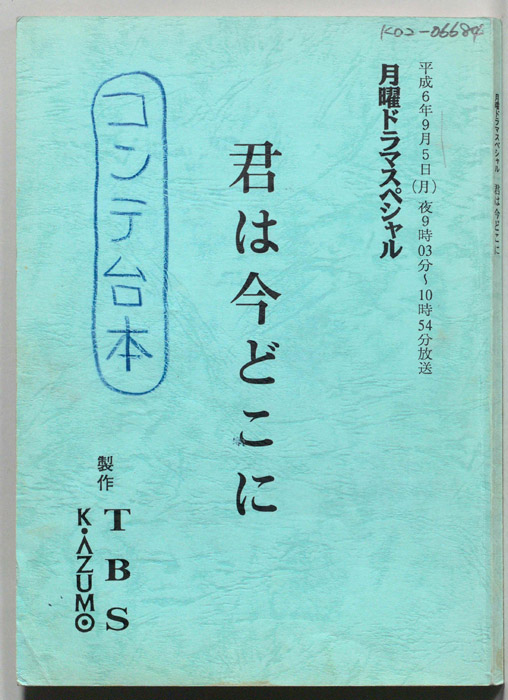 K02-06684
平成6年9月5日(月)夜9時03分〜10時54分放送
月曜ドラマスペシャル
君は今どこに
コンテ台本
製作
TBS
K・AZUMO
月曜ドラマスペシャル 君は今どこに